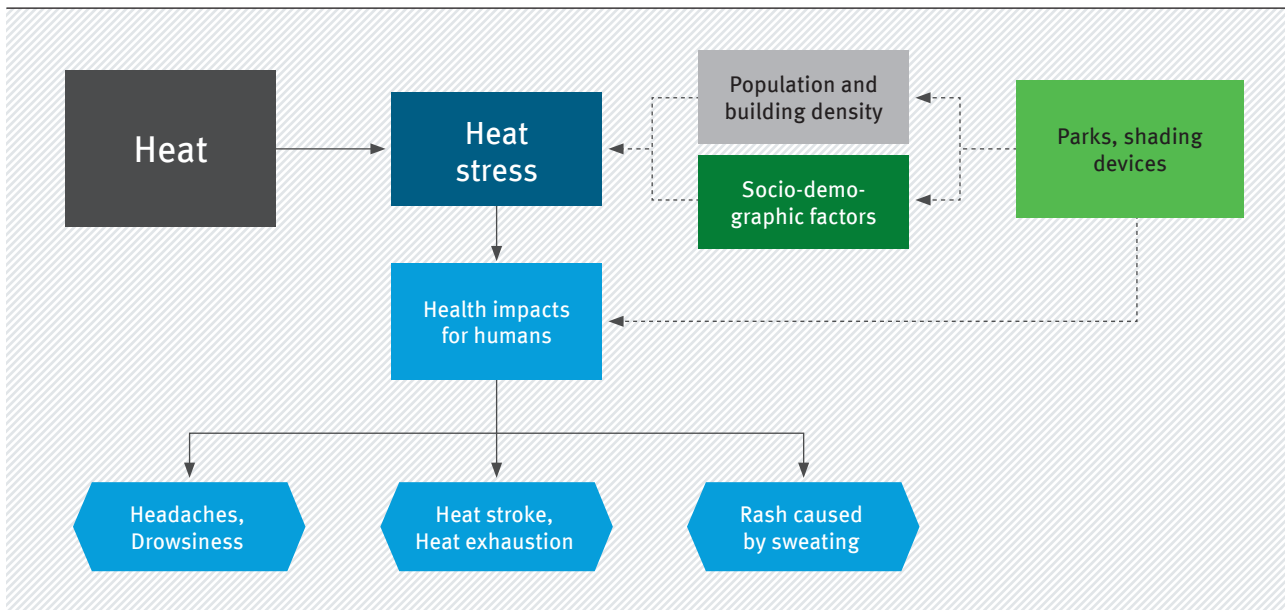 Heat
Heat
stress
Population and
building density
Socio-demo-
graphic factors
Parks, shading
devices
Health impacts
for humans
Headaches,
Drowsiness
Heat stroke,
Heat exhaustion
Rash caused
by sweating